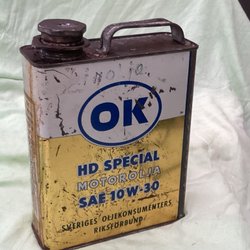 OK
HD SPECIAL
MOTOROLJA
SAE 10W-30
SVERIGES OLJEKONSUMENTERS
RIKSFÖRBUND